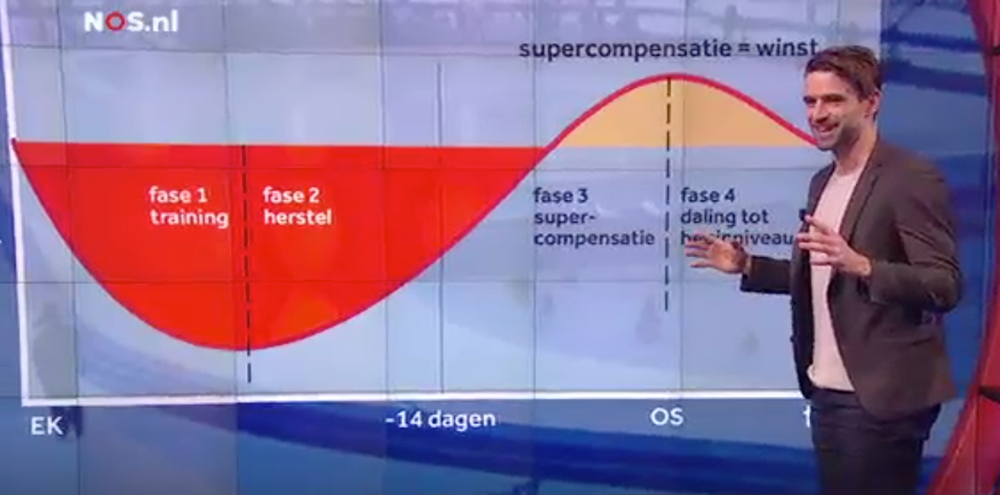 NOS.nl
supercompensatie = winst
fase 1
training
fase 2
herstel
fase 3
super-
compensatie
fase 4
daling tot
beginniveau
EK
-14 dagen
OS